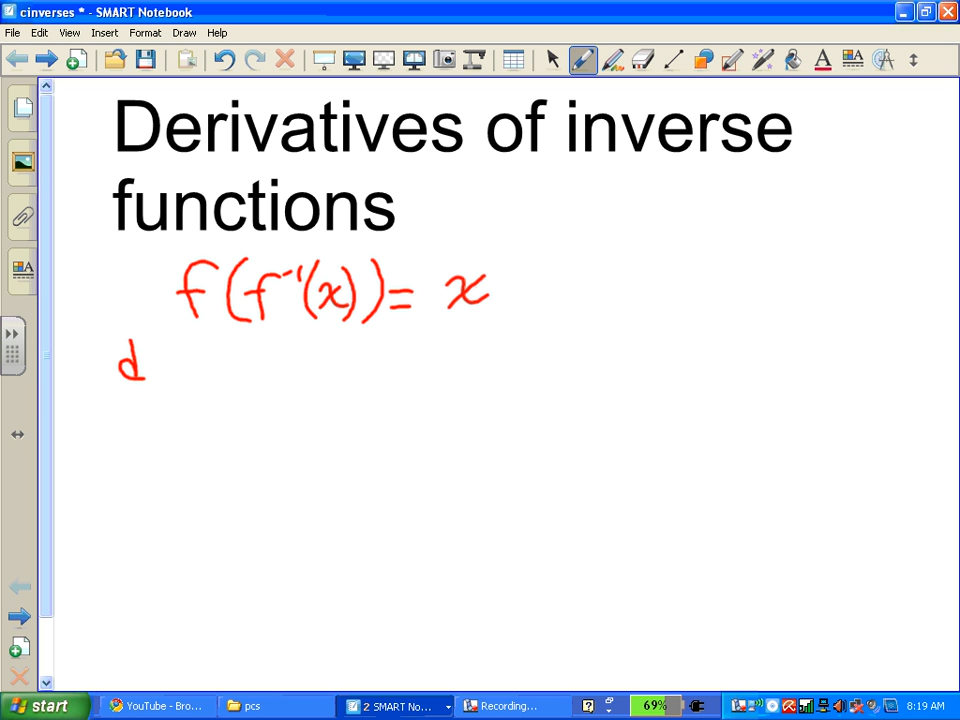 cinverses * - SMART Notebook
File Edit View Insert Format Draw Help
Derivatives of inverse
functions
f(f⁻¹(x)) = x
d
start YouTube - Bro... pcs 2 SMART No... Recording... 69% 8:19 AM